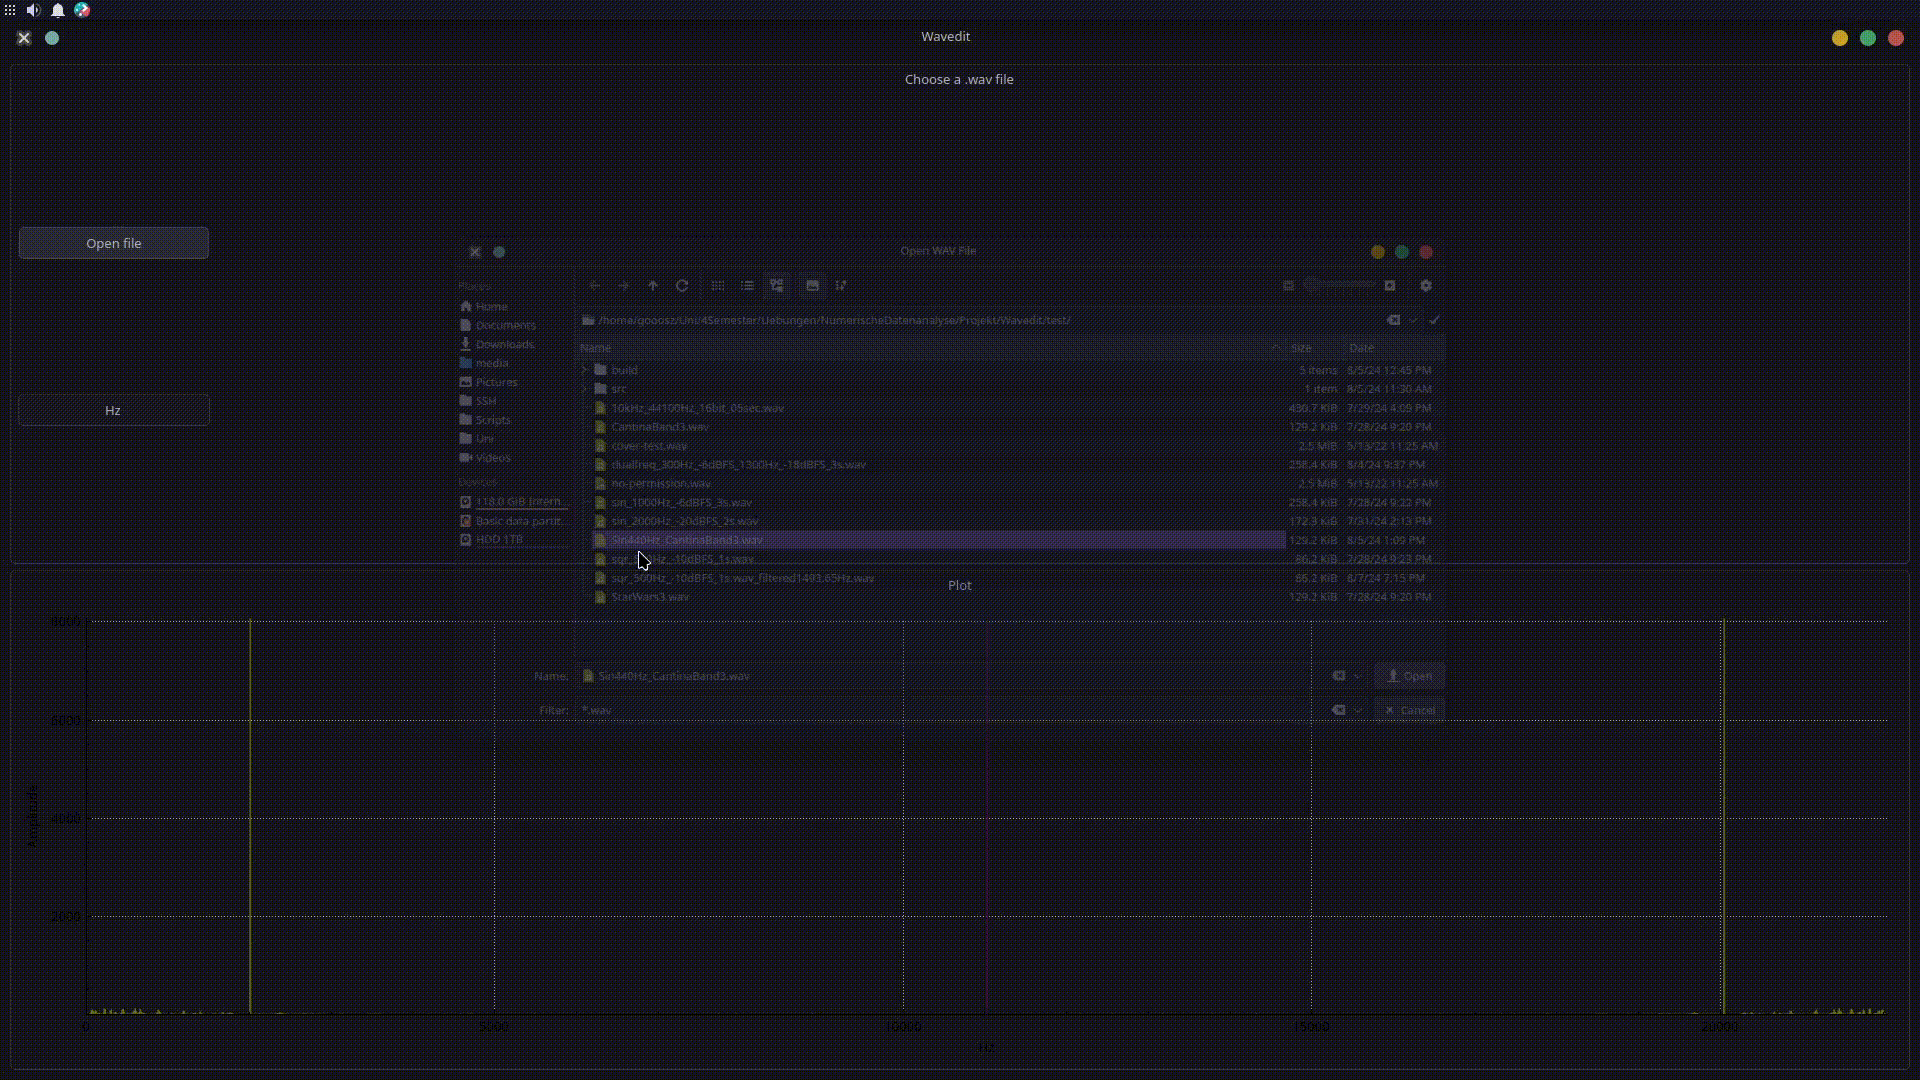 Wavedit
Choose a .wav file
Open file
Hz
Open WAV File
Places
Home
Documents
Downloads
media
Pictures
SSH
Scripts
Uni
Videos
Devices
118.0 GiB Intern...
Basic data partit...
HDD 1TB
/home/gooosz/Uni/4Semester/Uebungen/NumerischeDatenanalyse/Projekt/Wavedit/test/
Name Size Date
build 5 items 8/5/24 12:45 PM
src 1 item 8/5/24 11:30 AM
10kHz_44100Hz_16bit_05sec.wav 430.7 KiB 7/29/24 4:09 PM
CantinaBand3.wav 129.2 KiB 7/28/24 9:20 PM
cover-test.wav 2.5 MiB 5/13/22 11:25 AM
dualfreq_300Hz_-6dBFS_1300Hz_-18dBFS_3s.wav 258.4 KiB 8/4/24 9:37 PM
no-permission.wav 2.5 MiB 5/13/22 11:25 AM
sin_1000Hz_-6dBFS_3s.wav 258.4 KiB 7/28/24 9:22 PM
sin_2000Hz_-20dBFS_2s.wav 172.3 KiB 7/31/24 2:13 PM
Sin440Hz_CantinaBand3.wav 129.2 KiB 8/5/24 1:09 PM
sqr_500Hz_-10dBFS_1s.wav 86.2 KiB 7/28/24 9:23 PM
sqr_500Hz_-10dBFS_1s.wav_filtered1493.65Hz.wav 86.2 KiB 8/7/24 7:15 PM
StarWars3.wav 129.2 KiB 7/28/24 9:20 PM
Name: Sin440Hz_CantinaBand3.wav Open
Filter: *.wav Cancel
Plot
8000
6000
4000
2000
Amplitude
0 5000 10000 15000 20000
Hz